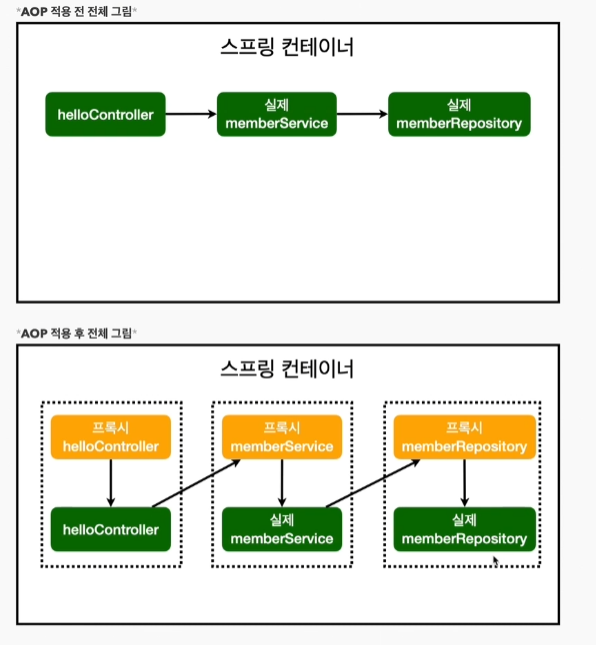 *AOP 적용 전 전체 그림*
스프링 컨테이너
helloController
실제
memberService
실제
memberRepository
*AOP 적용 후 전체 그림*
스프링 컨테이너
프록시
helloController
프록시
memberService
프록시
memberRepository
helloController
실제
memberService
실제
memberRepository